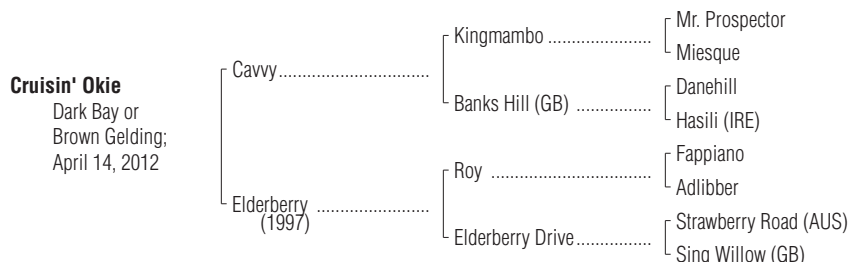 Cruisin' Okie
Dark Bay or
Brown Gelding;
April 14, 2012
Cavvy
Elderberry
(1997)
Kingmambo
Banks Hill (GB)
Roy
Elderberry Drive
Mr. Prospector
Miesque
Danehill
Hasili (IRE)
Fappiano
Adlibber
Strawberry Road (AUS)
Sing Willow (GB)